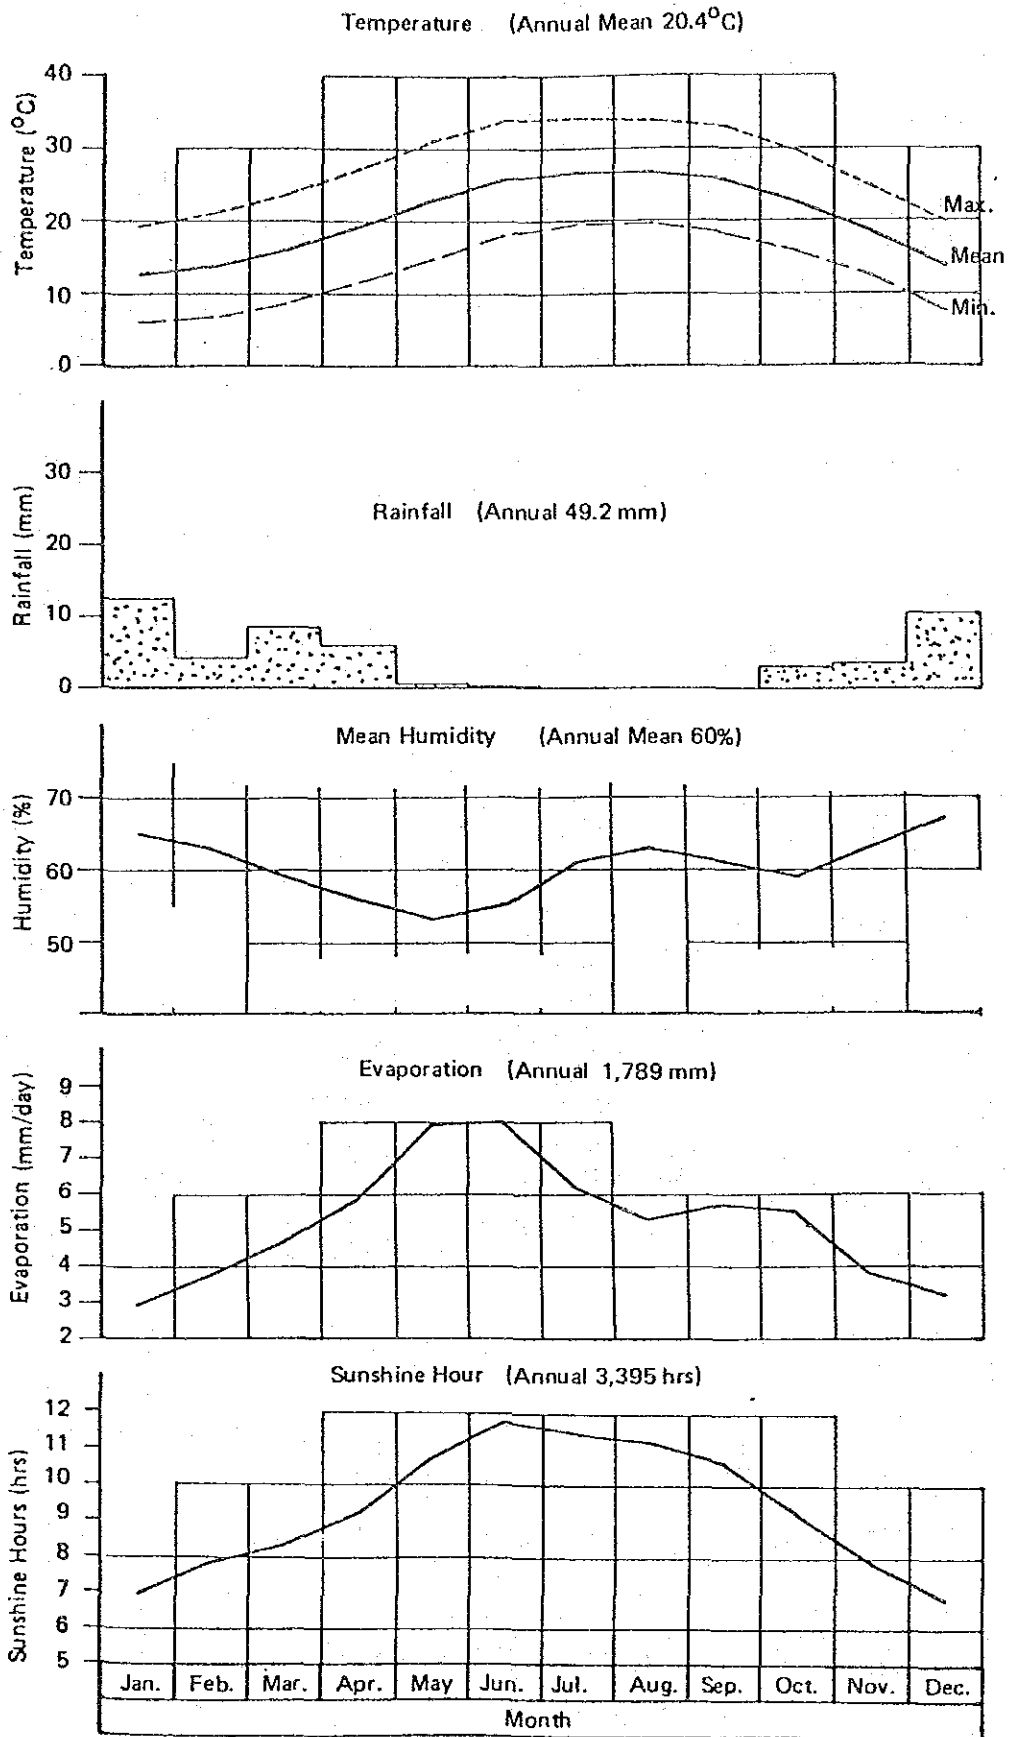 Temperature (Annual Mean 20.4°C)
Temperature (°C)
40
30
20
10
0
Max.
Mean
Min.
Rainfall (Annual 49.2 mm)
Rainfall (mm)
30
20
10
0
Mean Humidity (Annual Mean 60%)
Humidity (%)
70
60
50
Evaporation (Annual 1,789 mm)
Evaporation (mm/day)
9
8
7
6
5
4
3
2
Sunshine Hour (Annual 3,395 hrs)
Sunshine Hours (hrs)
12
11
10
9
8
7
6
5
Jan. Feb. Mar. Apr. May Jun. Jul. Aug. Sep. Oct. Nov. Dec.
Month